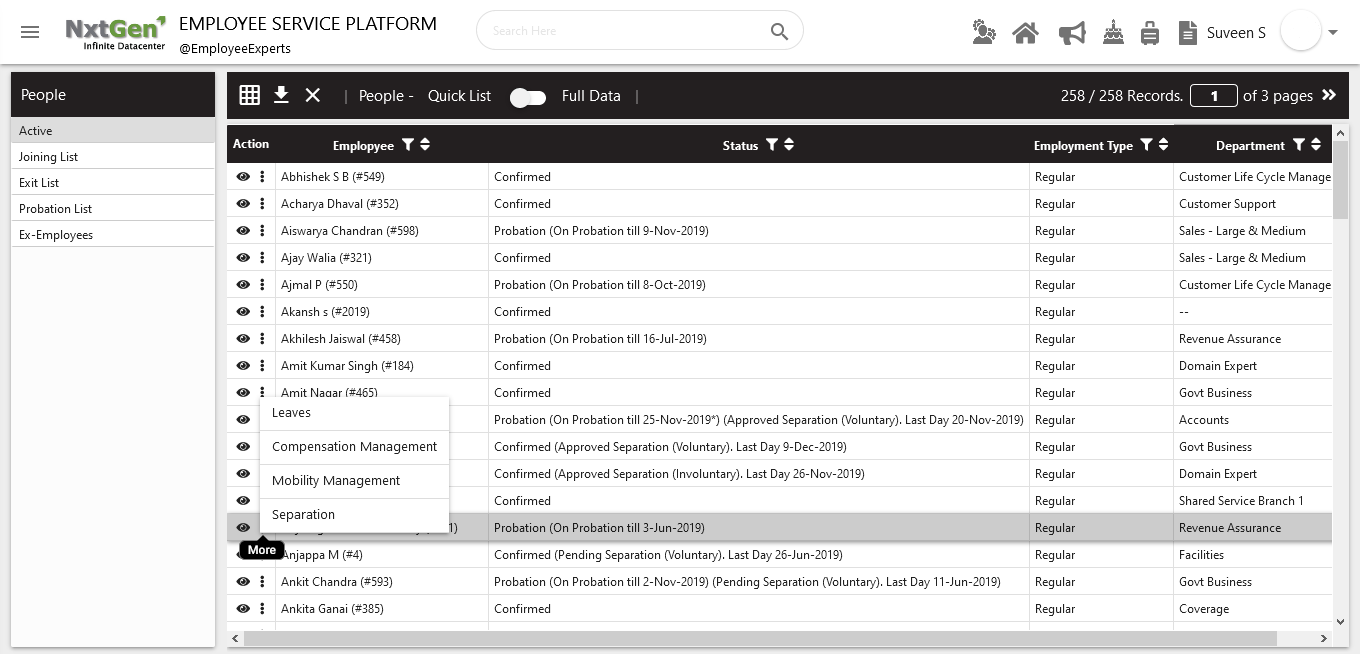 NxtGen
Infinite Datacenter
EMPLOYEE SERVICE PLATFORM
@EmployeeExperts
Search Here
Suveen S
People
Active
Joining List
Exit List
Probation List
Ex-Employees
| People - Quick List Full Data |
258 / 258 Records. 1 of 3 pages
Action Employee Status Employment Type Department
Abhishek S B (#549) Confirmed Regular Customer Life Cycle Manage
Acharya Dhaval (#352) Confirmed Regular Customer Support
Aiswarya Chandran (#598) Probation (On Probation till 9-Nov-2019) Regular Sales - Large & Medium
Ajay Walia (#321) Confirmed Regular Sales - Large & Medium
Ajmal P (#550) Probation (On Probation till 8-Oct-2019) Regular Customer Life Cycle Manage
Akansh s (#2019) Confirmed Regular --
Akhilesh Jaiswal (#458) Probation (On Probation till 16-Jul-2019) Regular Revenue Assurance
Amit Kumar Singh (#184) Confirmed Regular Domain Expert
Amit Nagar (#465) Confirmed Regular Govt Business
Probation (On Probation till 25-Nov-2019*) (Approved Separation (Voluntary). Last Day 20-Nov-2019) Regular Accounts
Confirmed (Approved Separation (Voluntary). Last Day 9-Dec-2019) Regular Govt Business
Confirmed (Approved Separation (Involuntary). Last Day 26-Nov-2019) Regular Domain Expert
Confirmed Regular Shared Service Branch 1
1) Probation (On Probation till 3-Jun-2019) Regular Revenue Assurance
Anjappa M (#4) Confirmed (Pending Separation (Voluntary). Last Day 26-Jun-2019) Regular Facilities
Ankit Chandra (#593) Probation (On Probation till 2-Nov-2019) (Pending Separation (Voluntary). Last Day 11-Jun-2019) Regular Govt Business
Ankita Ganai (#385) Confirmed Regular Coverage
Leaves
Compensation Management
Mobility Management
Separation
More